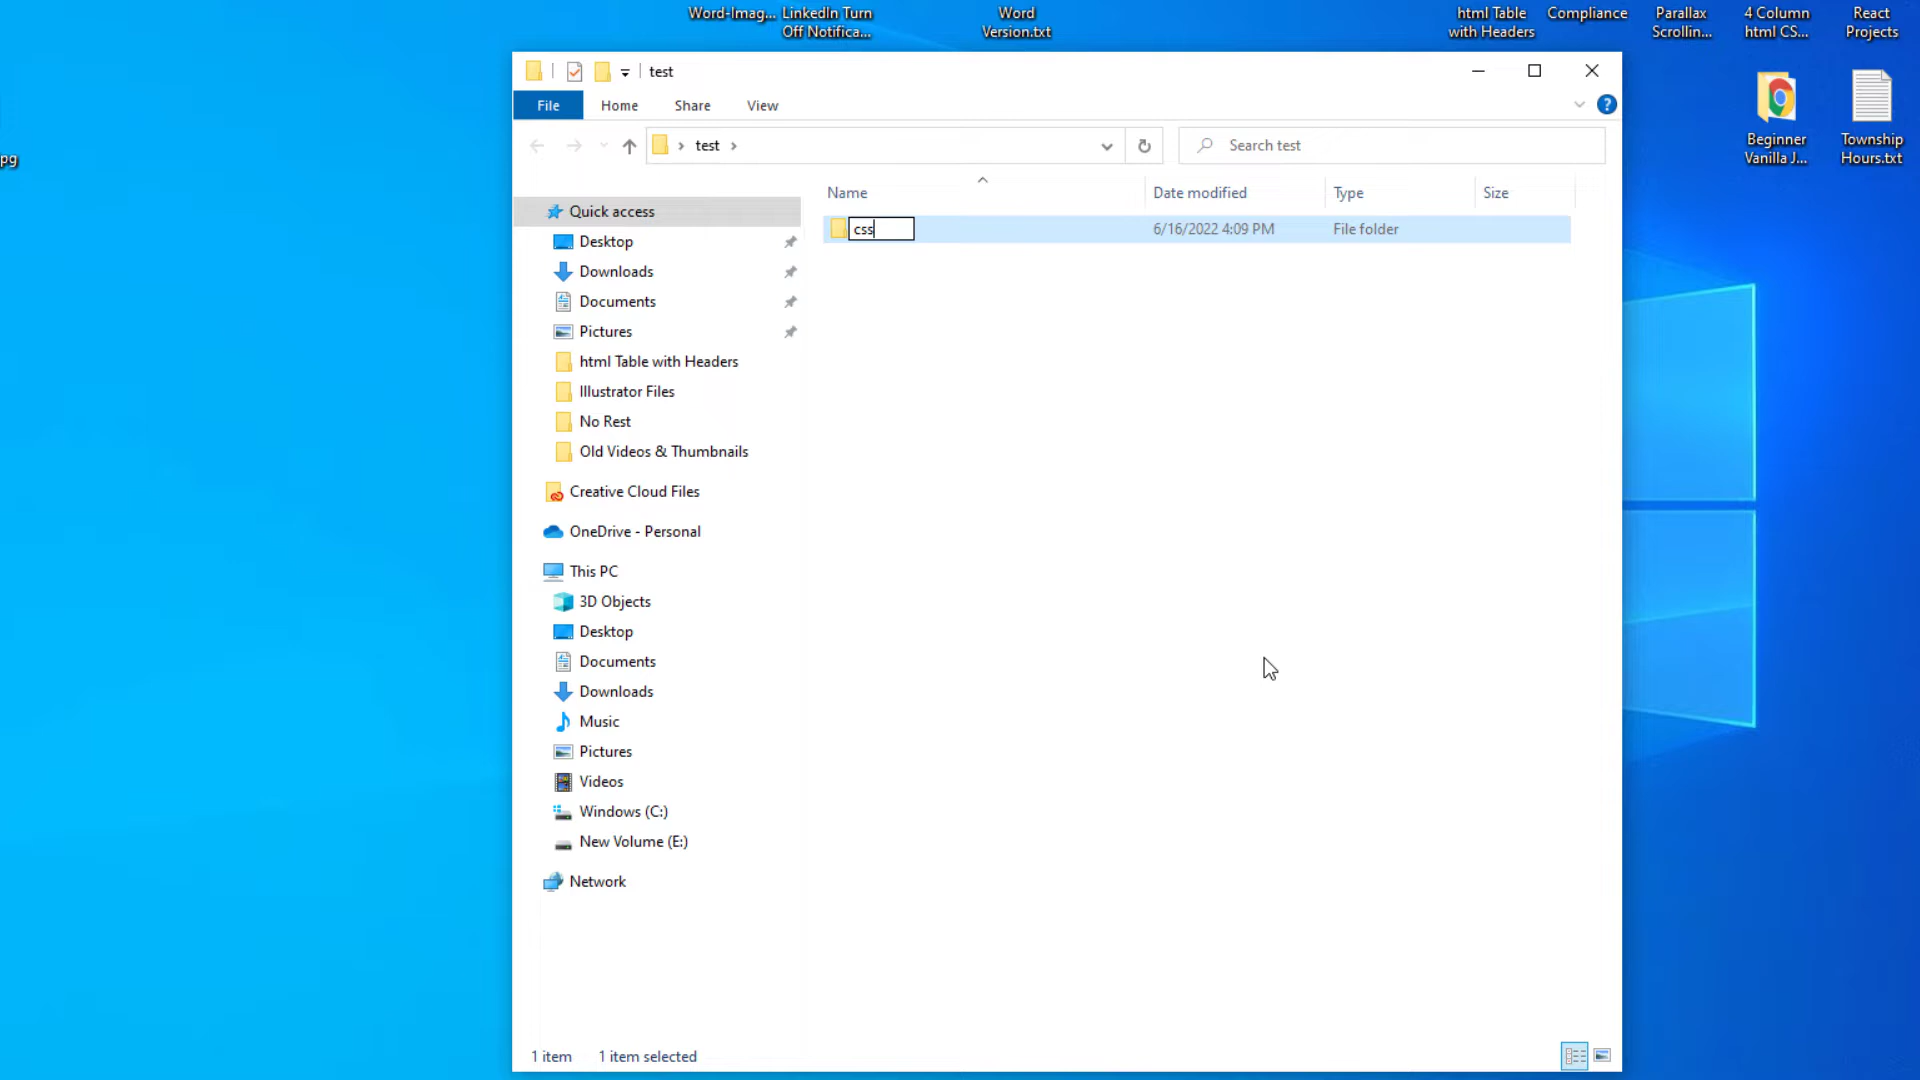 Word-Imag...
LinkedIn Turn
Off Notifica...
Word
Version.txt
html Table
with Headers
Compliance
Parallax
Scrollin...
4 Column
html CS...
React
Projects
pg
Beginner
Vanilla J...
Township
Hours.txt
test
File
Home
Share
View
?
test
Search test
Name
Date modified
Type
Size
css
6/16/2022 4:09 PM
File folder
Quick access
Desktop
Downloads
Documents
Pictures
html Table with Headers
Illustrator Files
No Rest
Old Videos & Thumbnails
Creative Cloud Files
OneDrive - Personal
This PC
3D Objects
Desktop
Documents
Downloads
Music
Pictures
Videos
Windows (C:)
New Volume (E:)
Network
1 item
1 item selected